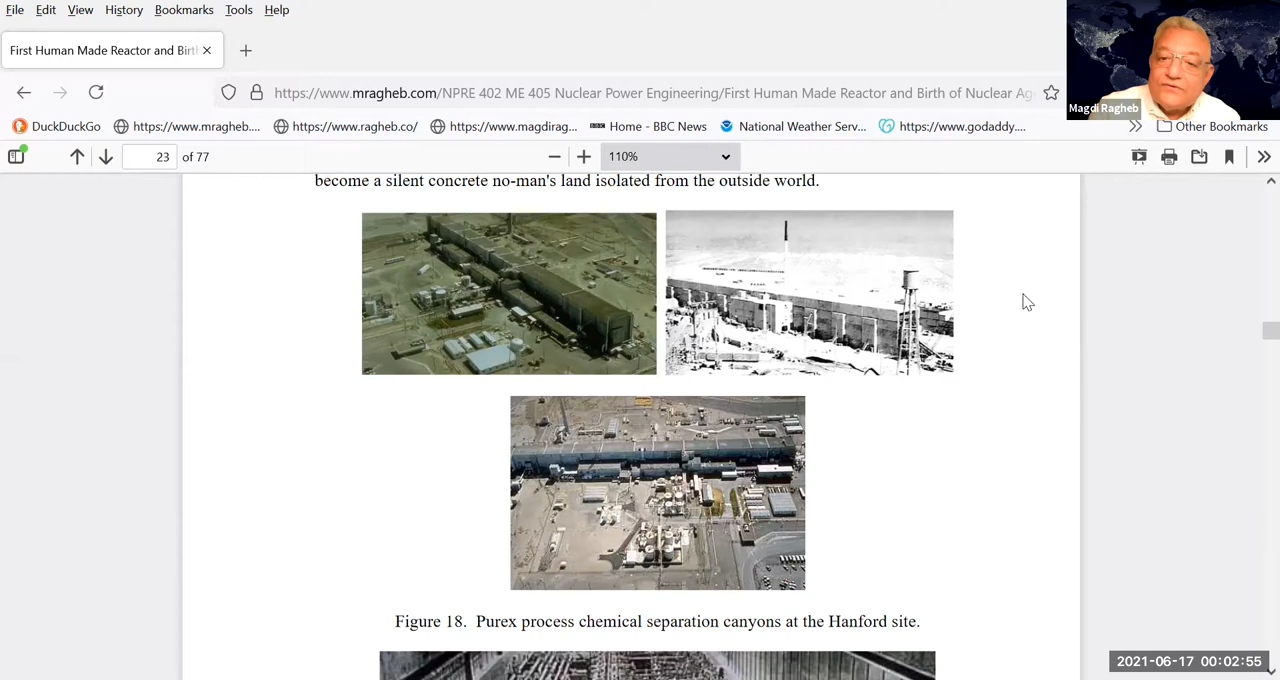 File Edit View History Bookmarks Tools Help
First Human Made Reactor and Birt
Magdi Ragheb
https://www.mragheb.com/NPRE 402 ME 405 Nuclear Power Engineering/First Human Made Reactor and Birth of Nuclear Ag
DuckDuckGo https://www.mragheb.... https://www.ragheb.co/ https://www.magdirag... BBC Home - BBC News National Weather Serv... https://www.godaddy.... Other Bookmarks
23 of 77 110%
become a silent concrete no-man's land isolated from the outside world.
Figure 18. Purex process chemical separation canyons at the Hanford site.
2021-06-17 00:02:55